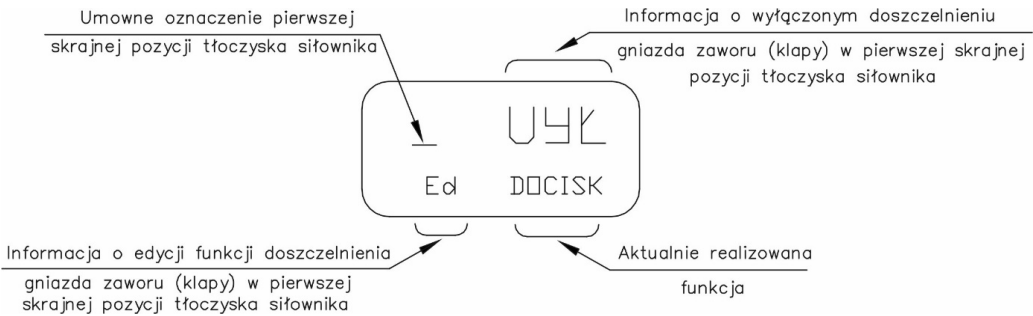 Umowne oznaczenie pierwszej
skrajnej pozycji tłoczyska siłownika
Informacja o wyłączonym doszczelnieniu
gniazda zaworu (klapy) w pierwszej skrajnej
pozycji tłoczyska siłownika
_ WYŁ
Ed DOCISK
Informacja o edycji funkcji doszczelnienia
gniazda zaworu (klapy) w pierwszej
skrajnej pozycji tłoczyska siłownika
Aktualnie realizowana
funkcja